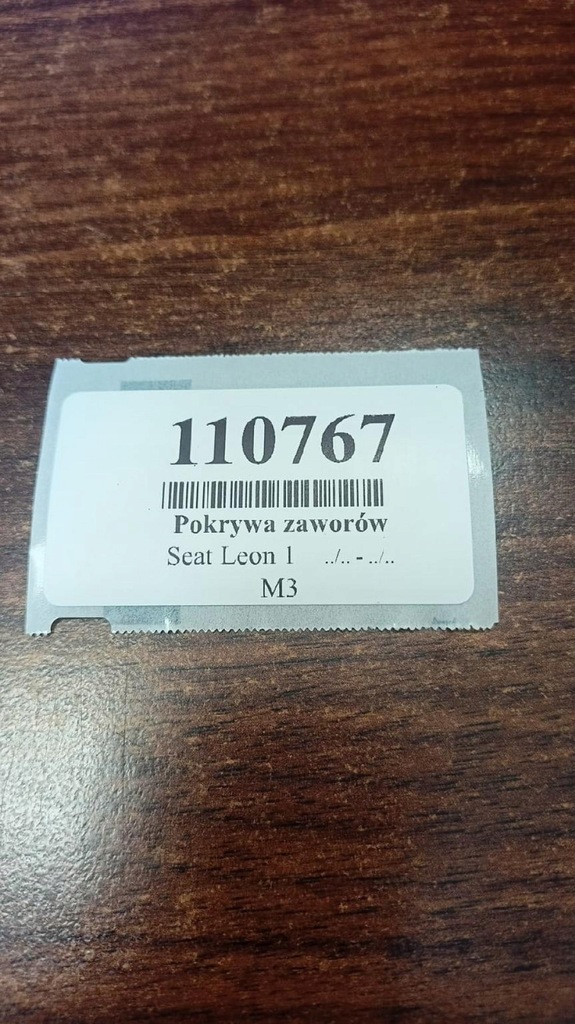 110767
Pokrywa zaworów
Seat Leon 1 ../.. - ../..
M3